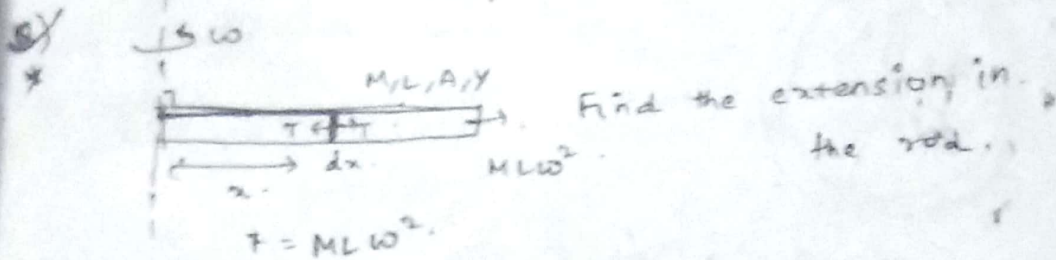 ω
M, L, A, Y
Find the extension in
the rod.
T T
dx
x
MLω²
= MLω².